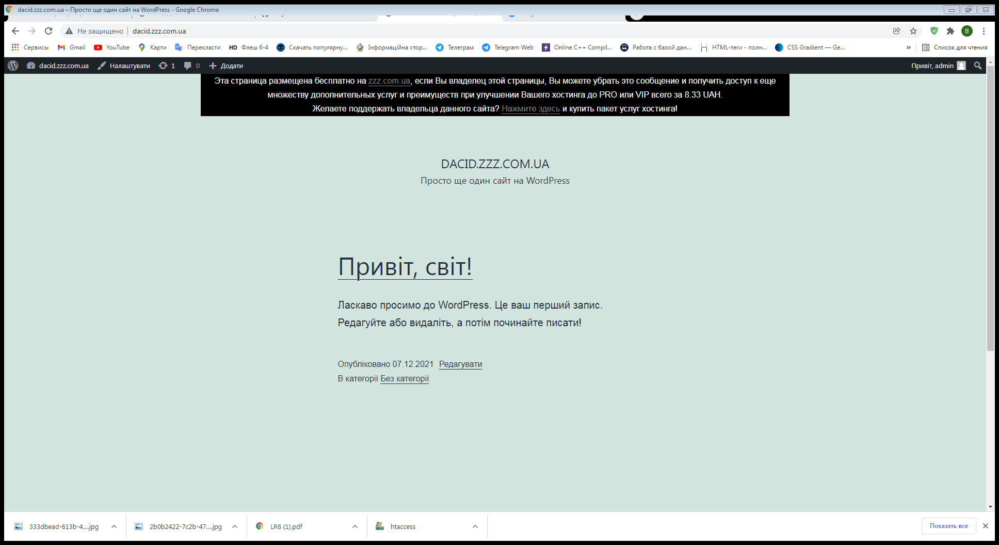 dacid.zzz.com.ua – Просто ще один сайт на WordPress - Google Chrome
Не защищено dacid.zzz.com.ua
B
Сервисы Gmail YouTube Карти Перекласти HD Флеш 6-4 Скачать популярну... Інформаційна стор... Телеграм Telegram Web Online C++ Compil... Работа с базой дан... HTML-теги - полн... CSS Gradient — Ge... » Список для чтения
dacid.zzz.com.ua Налаштувати 1 0 Додати Привіт, admin
Эта страница размещена бесплатно на zzz.com.ua, если Вы владелец этой страницы, Вы можете убрать это сообщение и получить доступ к еще
множеству дополнительных услуг и преимуществ при улучшении Вашего хостинга до PRO или VIP всего за 8.33 UAH.
Желаете поддержать владельца данного сайта? Нажмите здесь и купить пакет услуг хостинга!
DACID.ZZZ.COM.UA
Просто ще один сайт на WordPress
Привіт, світ!
Ласкаво просимо до WordPress. Це ваш перший запис.
Редагуйте або видаліть, а потім починайте писати!
Опубліковано 07.12.2021 Редагувати
В категорії Без категорії
333dbead-613b-4....jpg 2b0b2422-7c2b-47....jpg LR6 (1).pdf htaccess Показать все